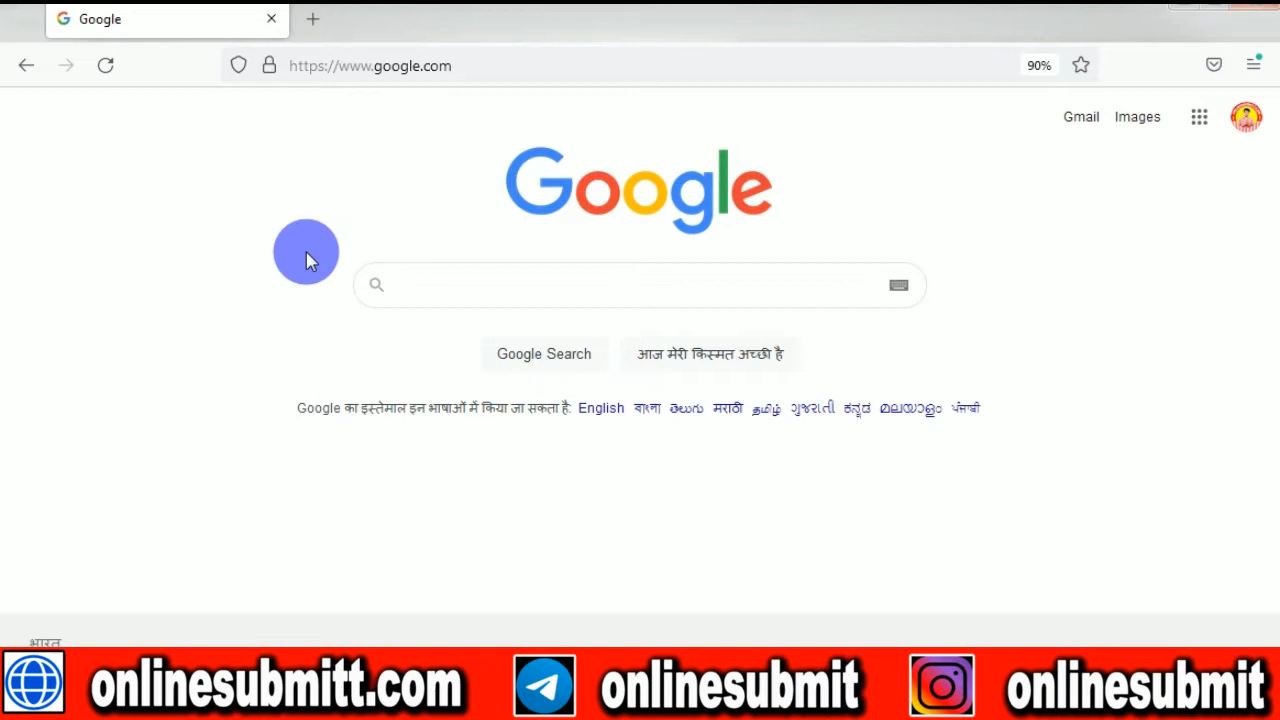 Google
https://www.google.com 90%
Gmail Images
Google
Google Search आज मेरी किस्मत अच्छी है
Google का इस्तेमाल इन भाषाओं में किया जा सकता है: English বাংলা తెలుగు मराठी தமிழ் ગુજરાતી ಕನ್ನಡ മലയാളം ਪੰਜਾਬੀ
भारत
onlinesubmitt.com onlinesubmit onlinesubmit